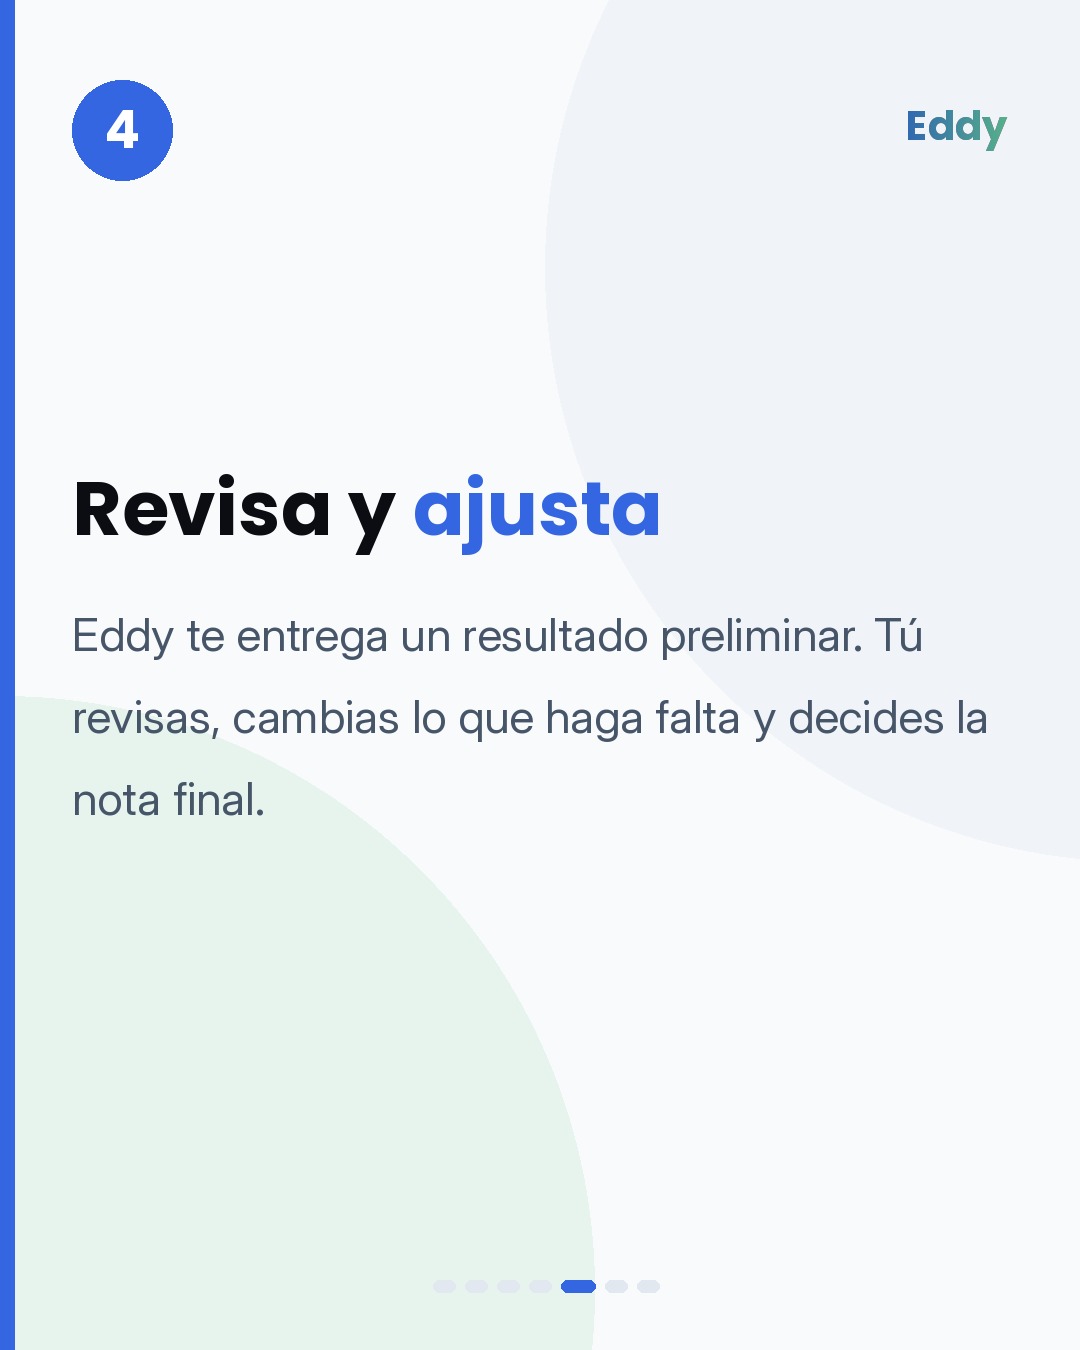 4
Eddy
Revisa y ajusta
Eddy te entrega un resultado preliminar. Tú
revisas, cambias lo que haga falta y decides la
nota final.